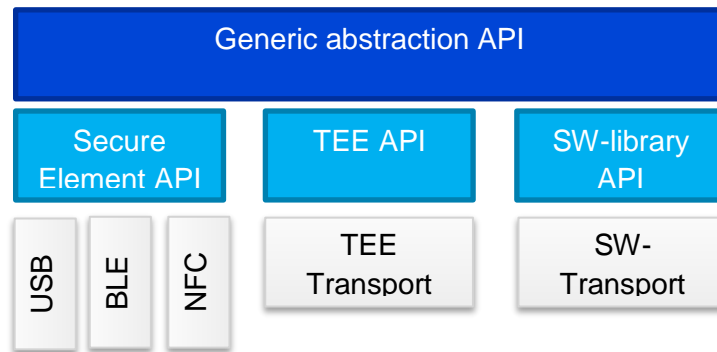 Generic abstraction API
Secure
Element API
TEE API
SW-library
API
USB
BLE
NFC
TEE
Transport
SW-
Transport